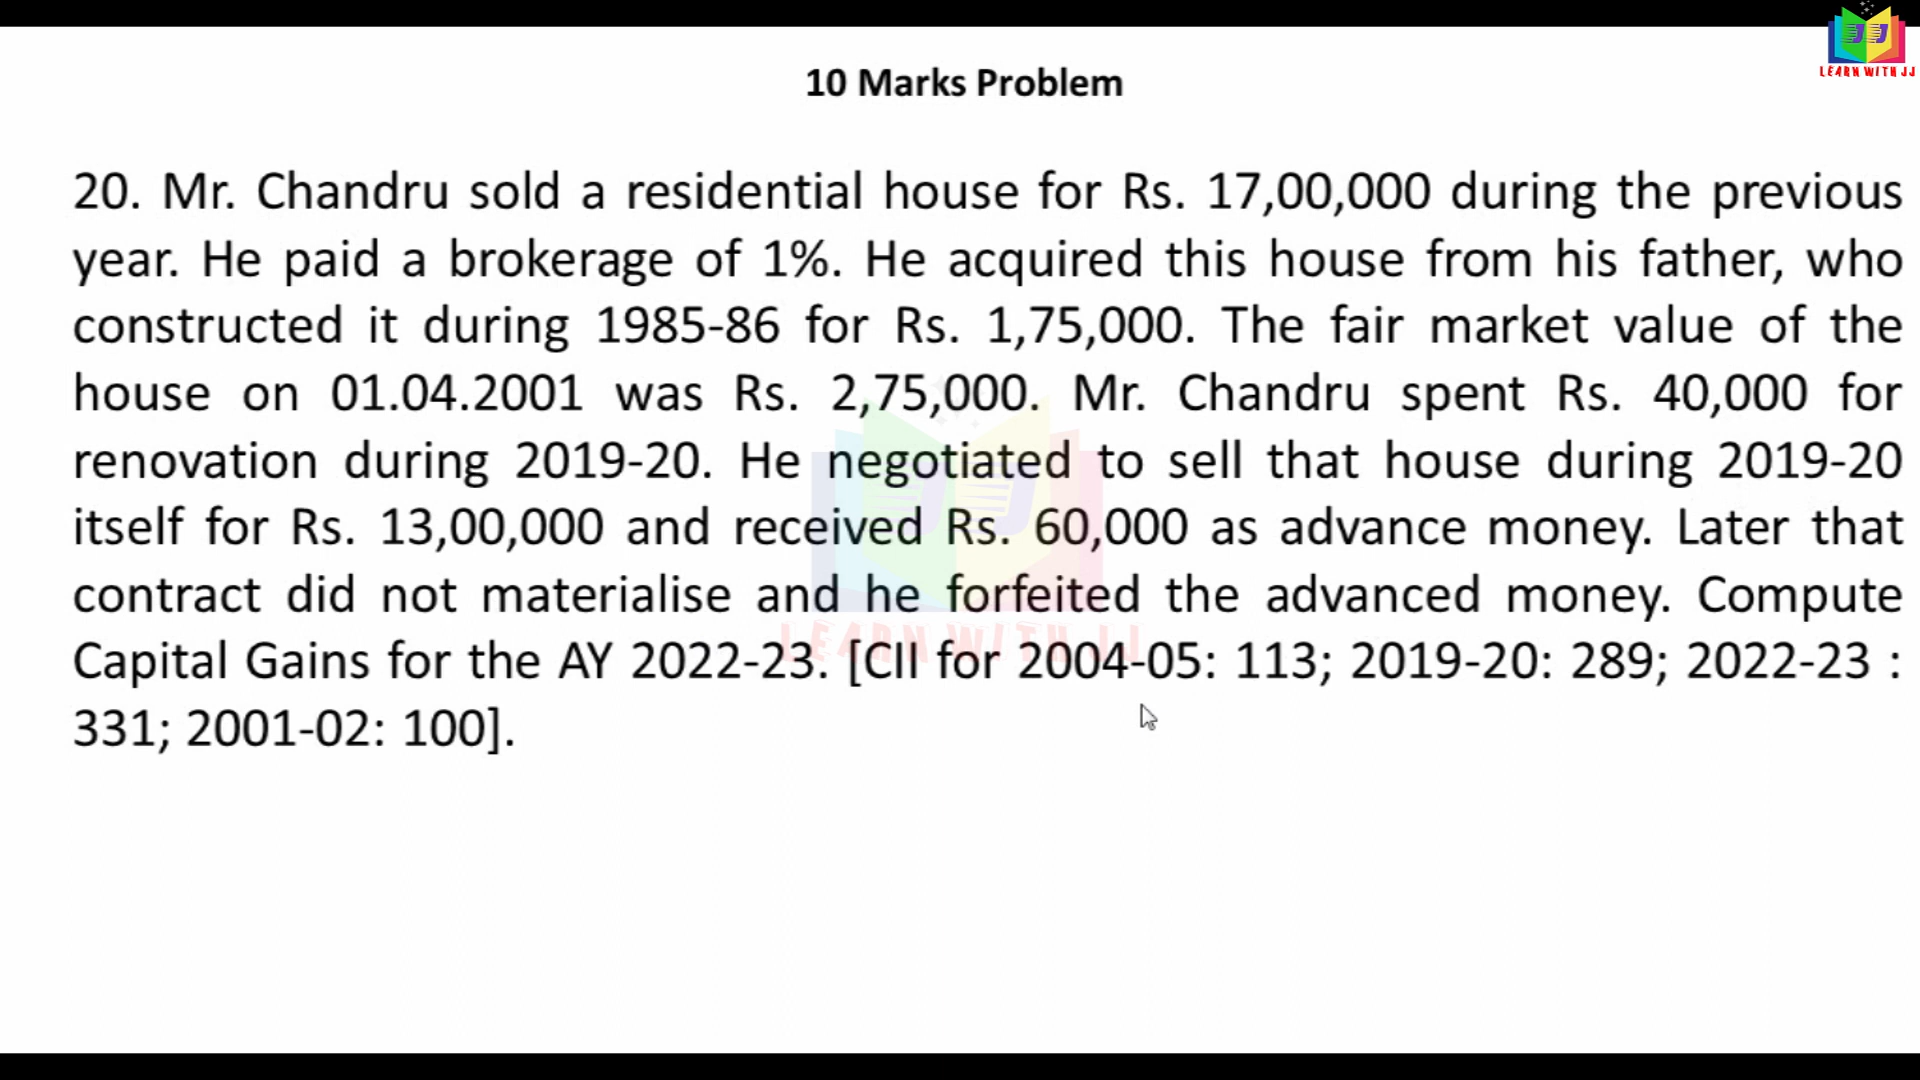 LEARN WITH JJ
10 Marks Problem
20. Mr. Chandru sold a residential house for Rs. 17,00,000 during the previous
year. He paid a brokerage of 1%. He acquired this house from his father, who
constructed it during 1985-86 for Rs. 1,75,000. The fair market value of the
house on 01.04.2001 was Rs. 2,75,000. Mr. Chandru spent Rs. 40,000 for
renovation during 2019-20. He negotiated to sell that house during 2019-20
itself for Rs. 13,00,000 and received Rs. 60,000 as advance money. Later that
contract did not materialise and he forfeited the advanced money. Compute
Capital Gains for the AY 2022-23. [CII for 2004-05: 113; 2019-20: 289; 2022-23 :
331; 2001-02: 100].
LEARN WITH JJ